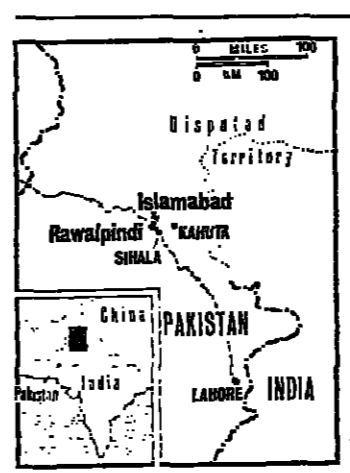 0 MILES 100
0 KM 100
Disputed
Territory
Islamabad
Rawalpindi
KAHUTA
SIHALA
PAKISTAN
LAHORE
INDIA
China
Pakistan
India